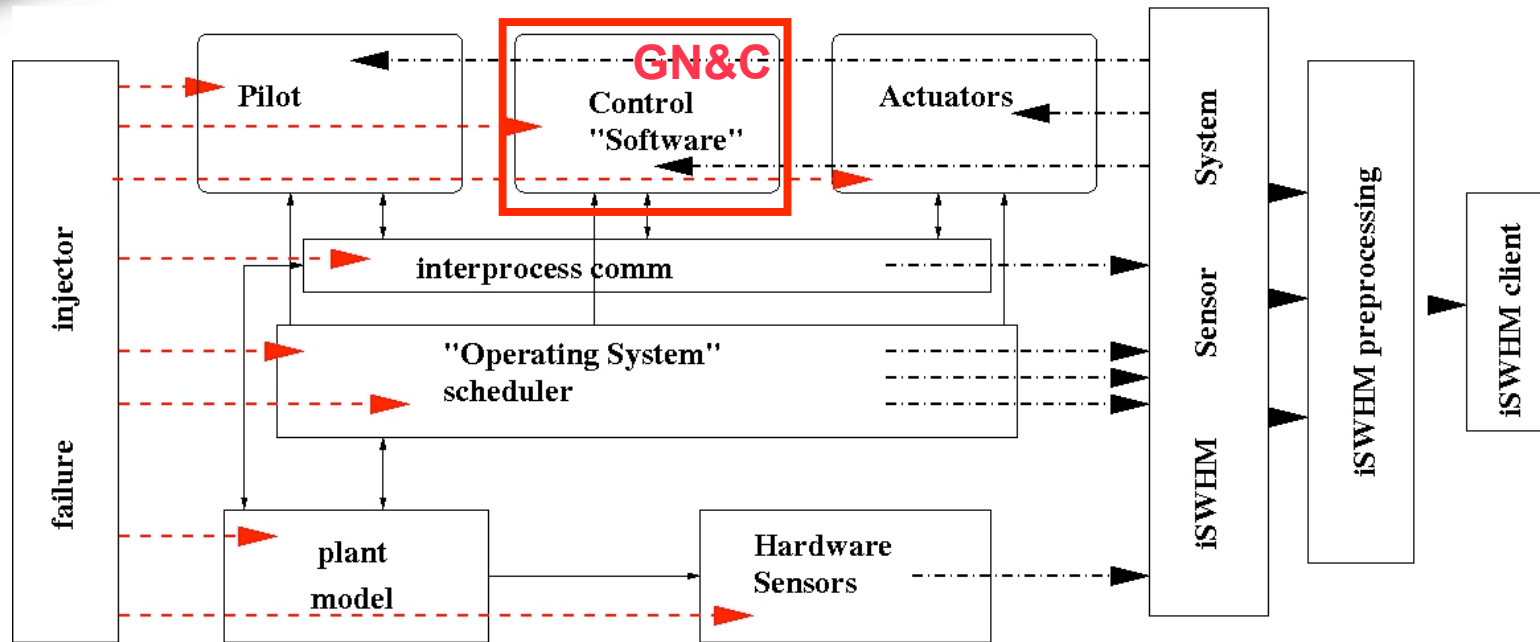 failure injector
Pilot
GN&C
Control
"Software"
Actuators
interprocess comm
"Operating System"
scheduler
plant
model
Hardware
Sensors
iSWHM Sensor System
iSWHM preprocessing
iSWHM client